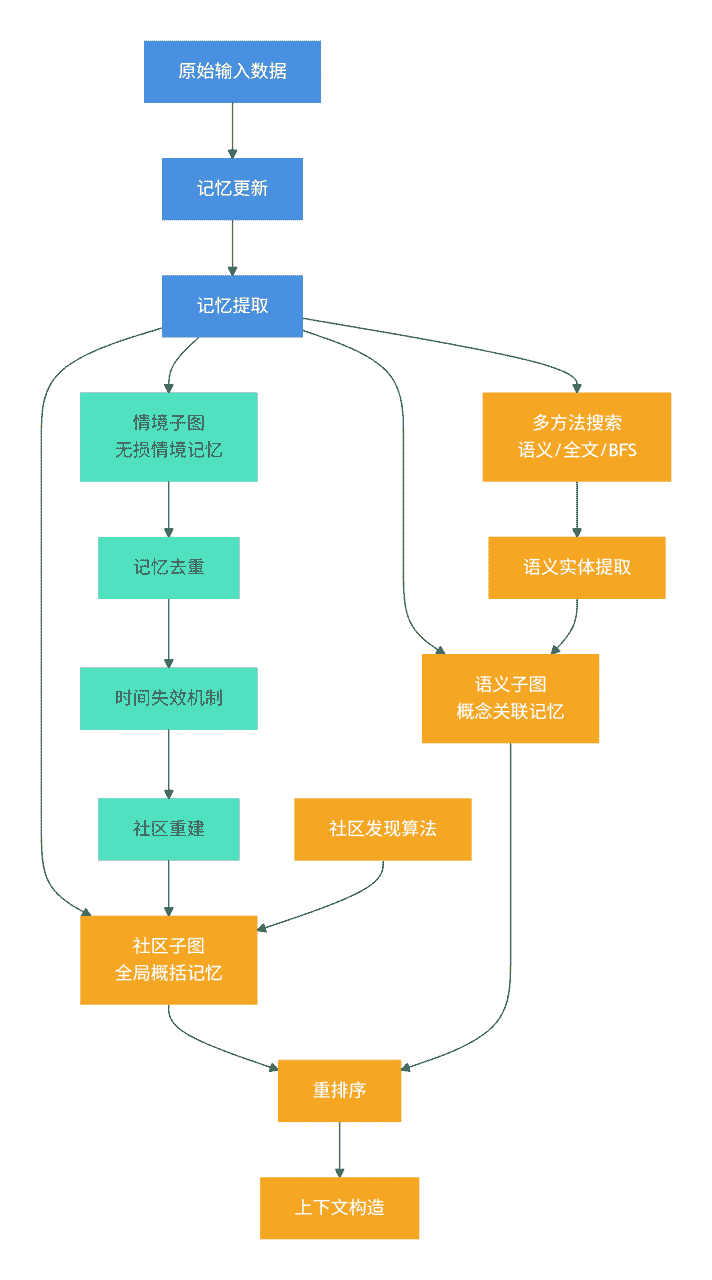 原始输入数据
记忆更新
记忆提取
情境子图
无损情境记忆
多方法搜索
语义/全文/BFS
记忆去重
语义实体提取
语义子图
概念关联记忆
时间失效机制
社区重建
社区发现算法
社区子图
全局概括记忆
重排序
上下文构造